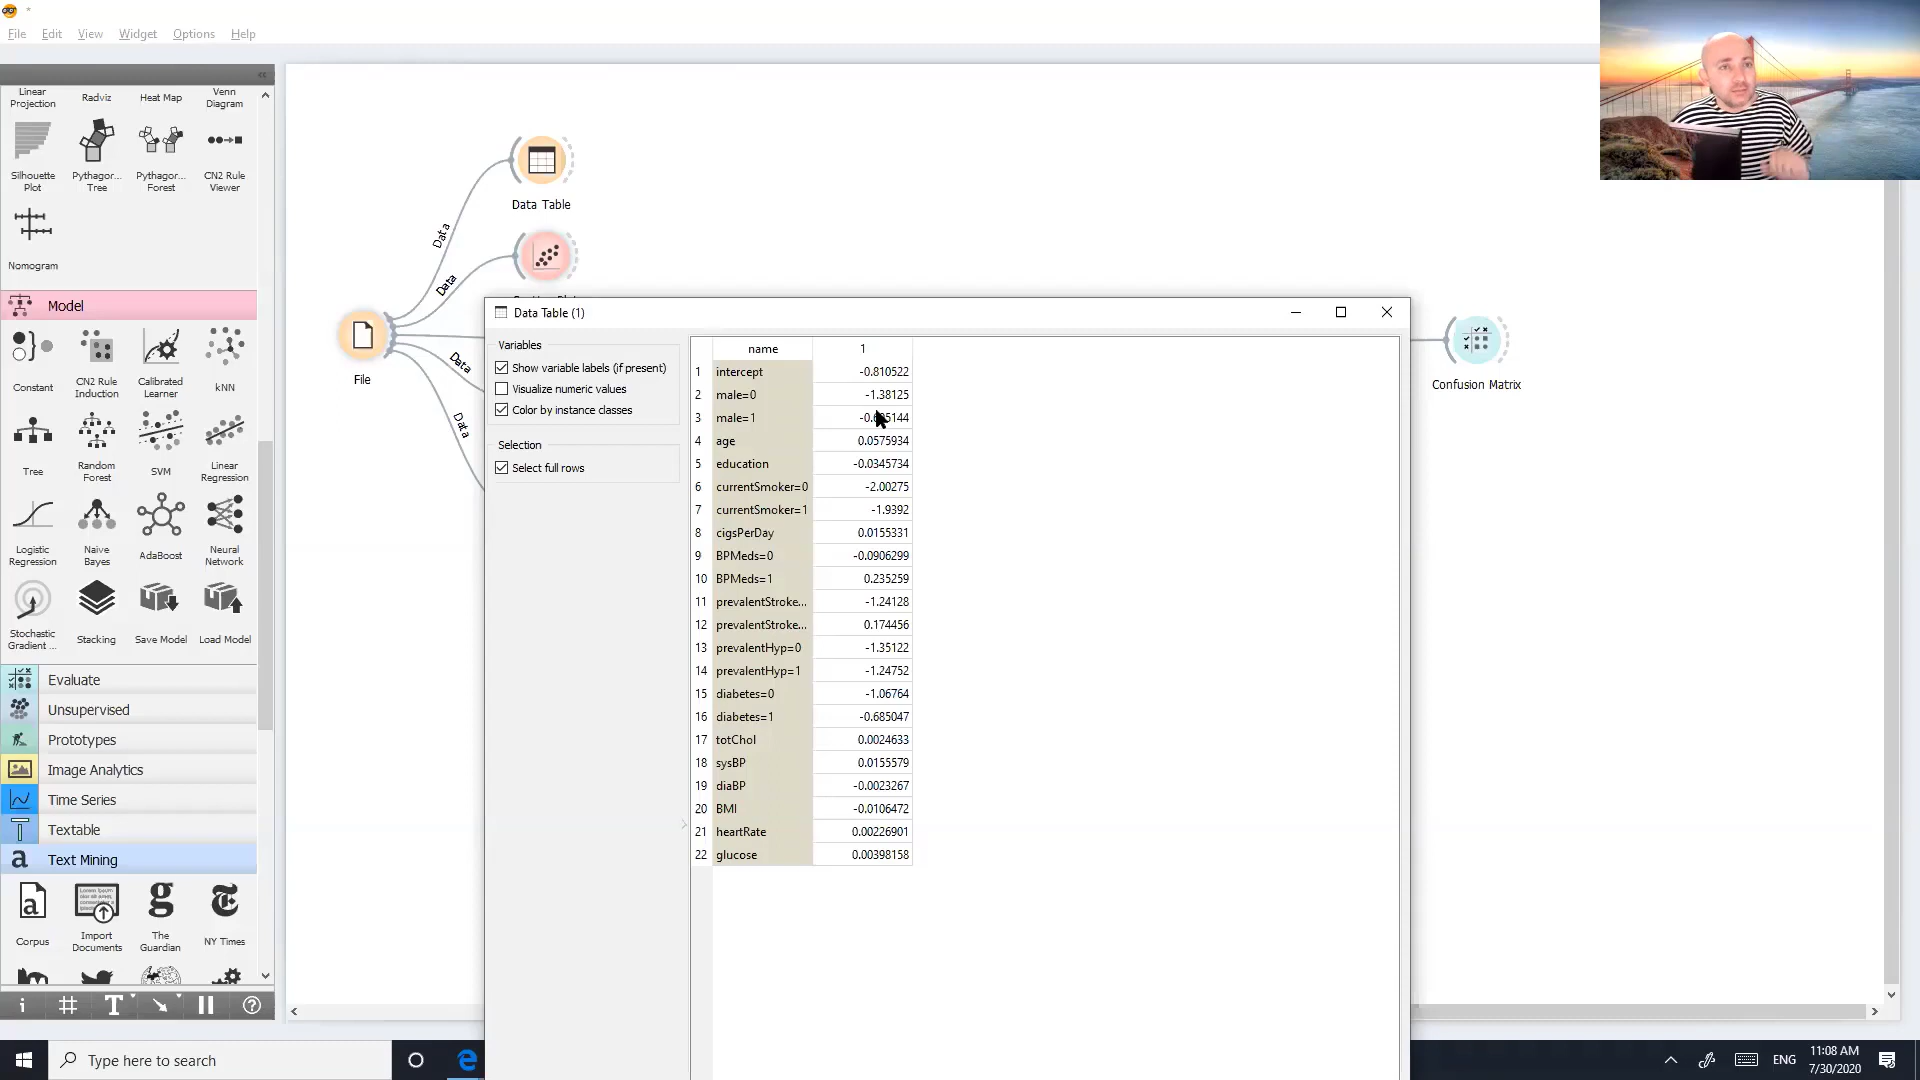 File Edit View Widget Options Help
Linear Projection
Radviz
Heat Map
Venn Diagram
Silhouette Plot
Pythagor... Tree
Pythagor... Forest
CN2 Rule Viewer
Nomogram
Model
Constant
CN2 Rule Induction
Calibrated Learner
kNN
Tree
Random Forest
SVM
Linear Regression
Logistic Regression
Naive Bayes
AdaBoost
Neural Network
Stochastic Gradient ...
Stacking
Save Model
Load Model
Evaluate
Unsupervised
Prototypes
Image Analytics
Time Series
Textable
Text Mining
Corpus
Import Documents
The Guardian
NY Times
Data Table
Data
Data
Data
Data
File
Confusion Matrix
Data Table (1)
Variables
Show variable labels (if present)
Visualize numeric values
Color by instance classes
Selection
Select full rows
name 1
1 intercept -0.810522
2 male=0 -1.38125
3 male=1
4 age 0.0575934
5 education -0.0345734
6 currentSmoker=0 -2.00275
7 currentSmoker=1 -1.9392
8 cigsPerDay 0.0155331
9 BPMeds=0 -0.0906299
10 BPMeds=1 0.235259
11 prevalentStroke... -1.24128
12 prevalentStroke... 0.174456
13 prevalentHyp=0 -1.35122
14 prevalentHyp=1 -1.24752
15 diabetes=0 -1.06764
16 diabetes=1 -0.685047
17 totChol 0.0024633
18 sysBP 0.0155579
19 diaBP -0.0023267
20 BMI -0.0106472
21 heartRate 0.00226901
22 glucose 0.00398158
Type here to search
ENG
11:08 AM
7/30/2020